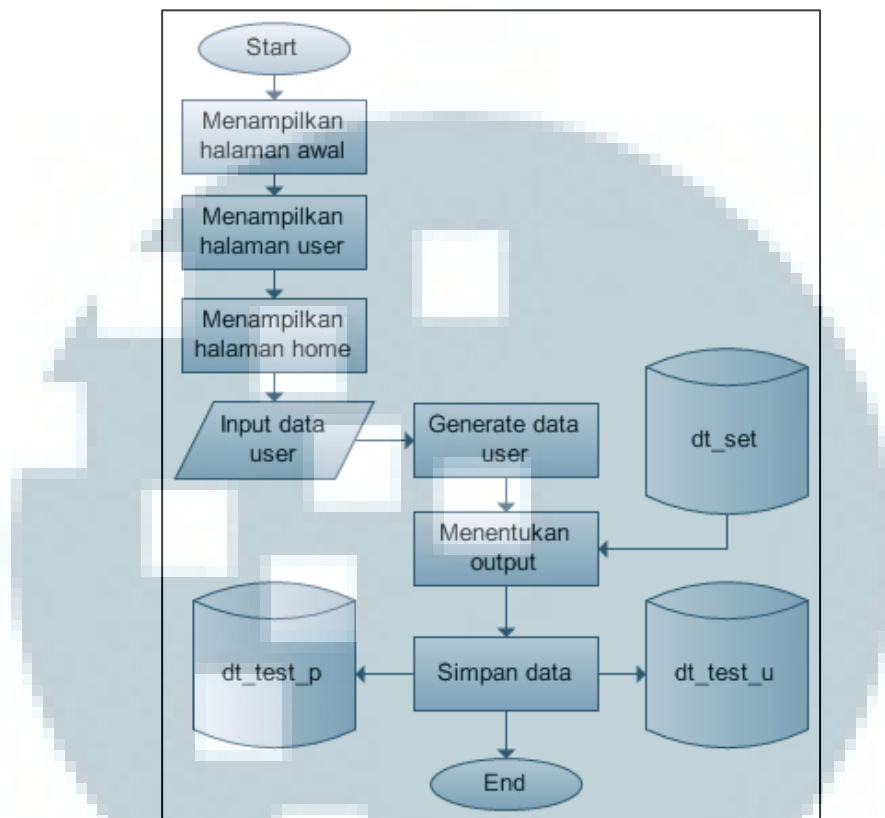 Start
Menampilkan
halaman awal
Menampilkan
halaman user
Menampilkan
halaman home
Input data
user
Generate data
user
dt_set
Menentukan
output
dt_test_p
Simpan data
dt_test_u
End